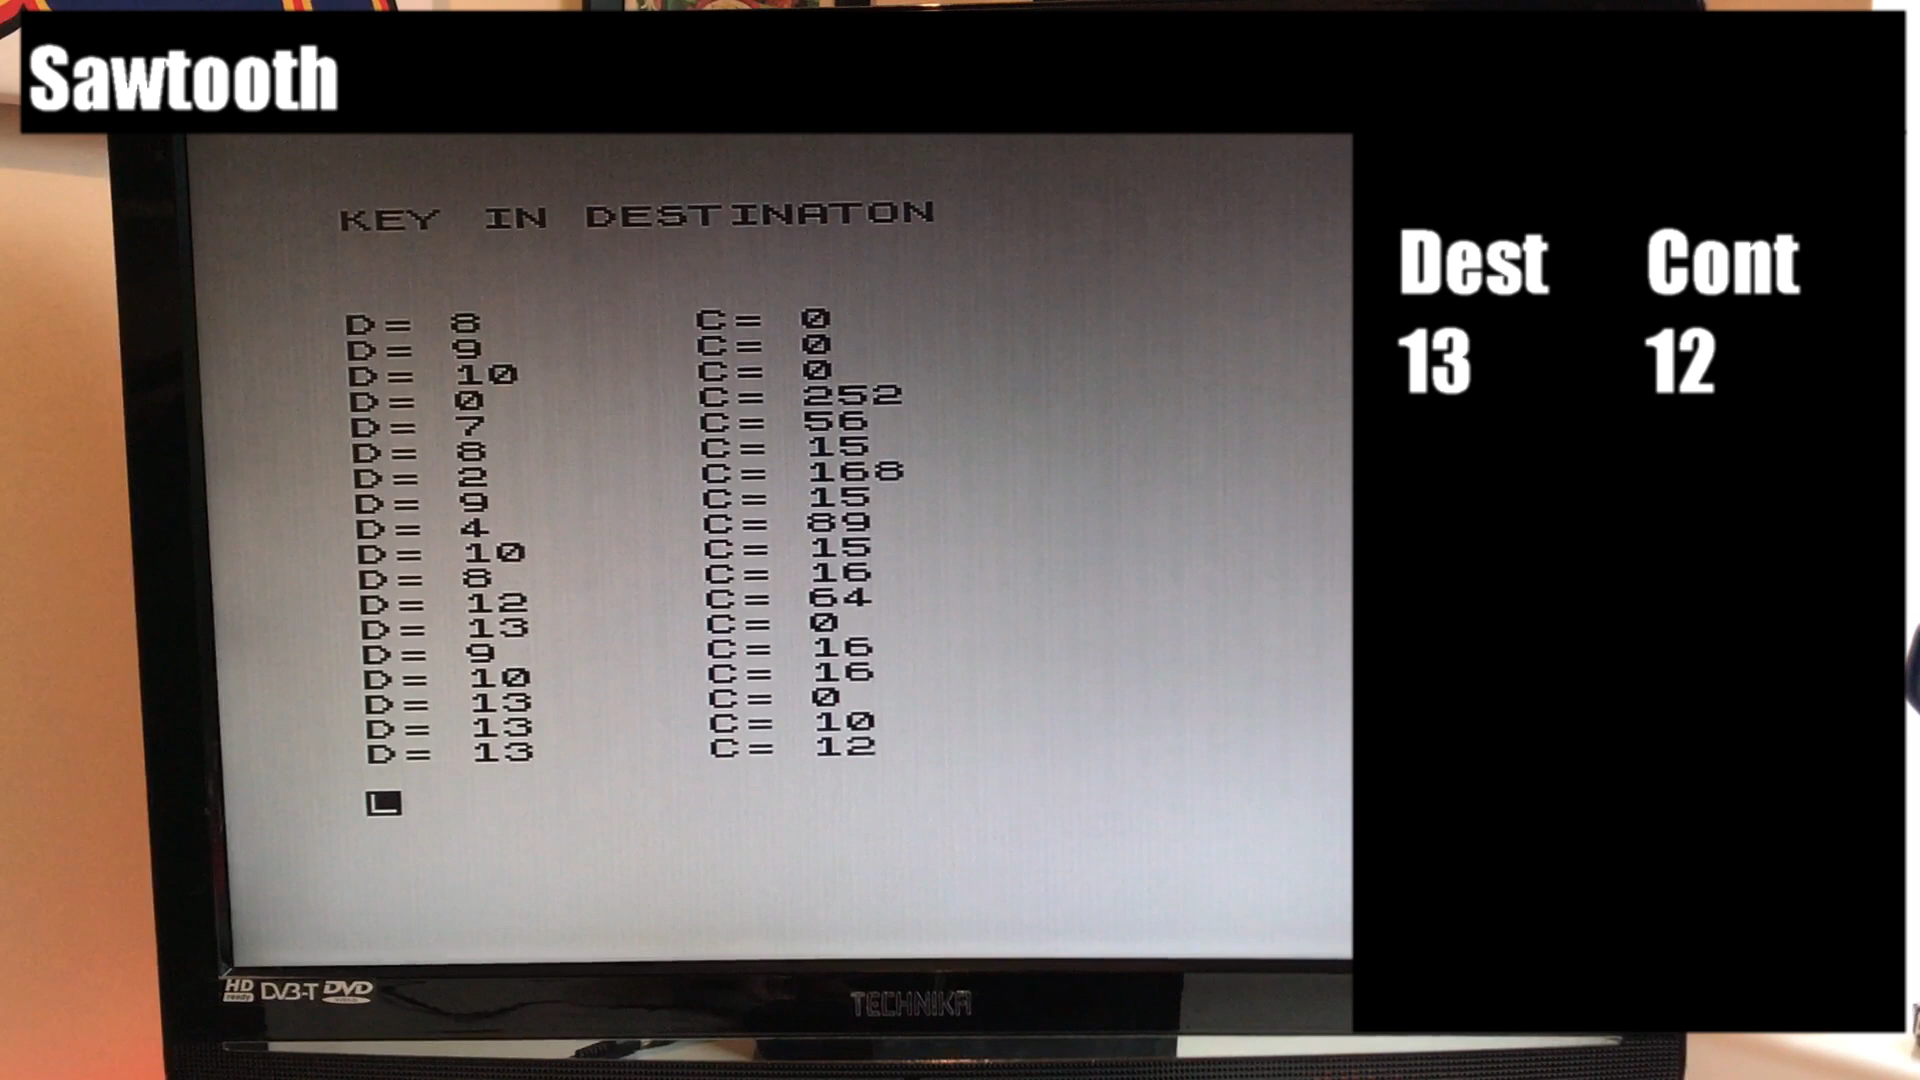 Sawtooth
KEY IN DESTINATON
Dest Cont
13 12
D= 8 C= 0
D= 9 C= 0
D= 10 C= 0
D= 0 C= 252
D= 7 C= 56
D= 8 C= 15
D= 2 C= 168
D= 9 C= 15
D= 4 C= 89
D= 10 C= 15
D= 8 C= 16
D= 12 C= 64
D= 13 C= 0
D= 9 C= 16
D= 10 C= 16
D= 13 C= 0
D= 13 C= 10
D= 13 C= 12
L
HD ready DVB-T DVD
TECHNIKA